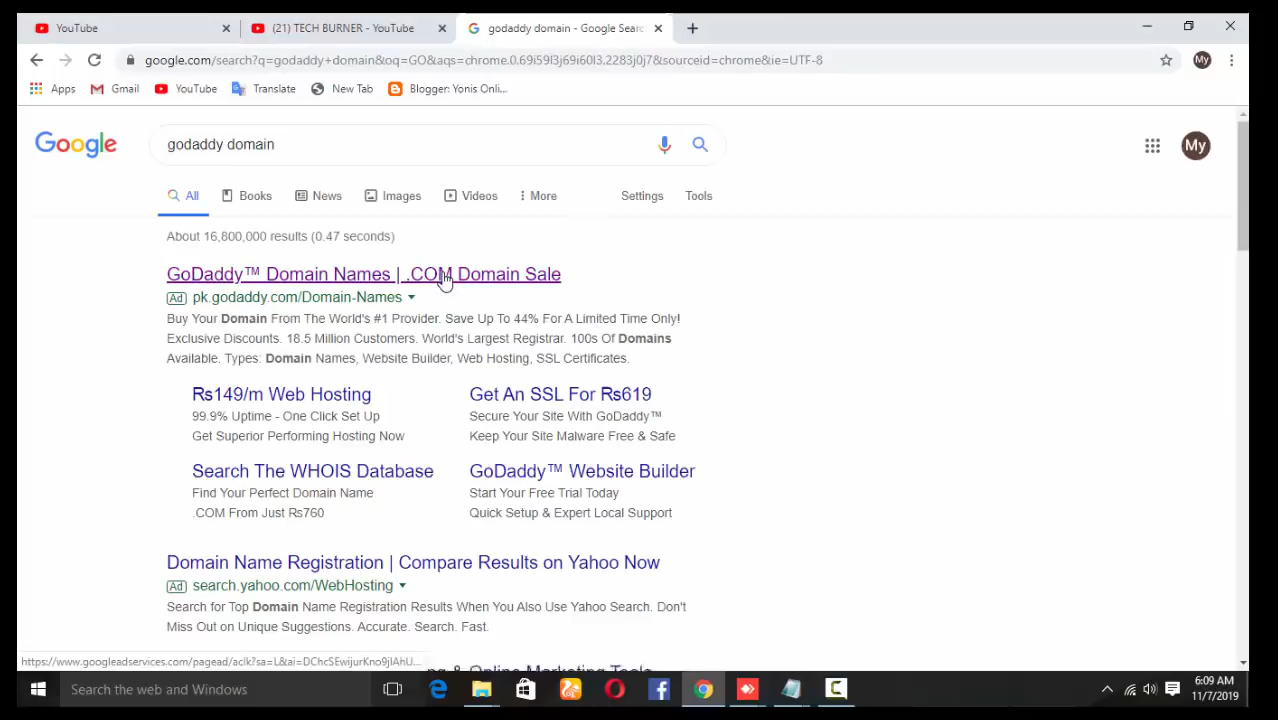 YouTube
(21) TECH BURNER - YouTube
godaddy domain - Google Searc
google.com/search?q=godaddy+domain&oq=GO&aqs=chrome.0.69i59l3j69i60l3.2283j0j7&sourceid=chrome&ie=UTF-8
My
Apps
Gmail
YouTube
Translate
New Tab
Blogger: Yonis Onli...
Google
godaddy domain
My
All
Books
News
Images
Videos
More
Settings
Tools
About 16,800,000 results (0.47 seconds)
GoDaddy™ Domain Names | .COM Domain Sale
Ad pk.godaddy.com/Domain-Names
Buy Your Domain From The World's #1 Provider. Save Up To 44% For A Limited Time Only!
Exclusive Discounts. 18.5 Million Customers. World's Largest Registrar. 100s Of Domains
Available. Types: Domain Names, Website Builder, Web Hosting, SSL Certificates.
Rs149/m Web Hosting
99.9% Uptime - One Click Set Up
Get Superior Performing Hosting Now
Get An SSL For Rs619
Secure Your Site With GoDaddy™
Keep Your Site Malware Free & Safe
Search The WHOIS Database
Find Your Perfect Domain Name
.COM From Just Rs760
GoDaddy™ Website Builder
Start Your Free Trial Today
Quick Setup & Expert Local Support
Domain Name Registration | Compare Results on Yahoo Now
Ad search.yahoo.com/WebHosting
Search for Top Domain Name Registration Results When You Also Use Yahoo Search. Don't
Miss Out on Unique Suggestions. Accurate. Search. Fast.
& Online Marketing Tools
Search the web and Windows
6:09 AM
11/7/2019